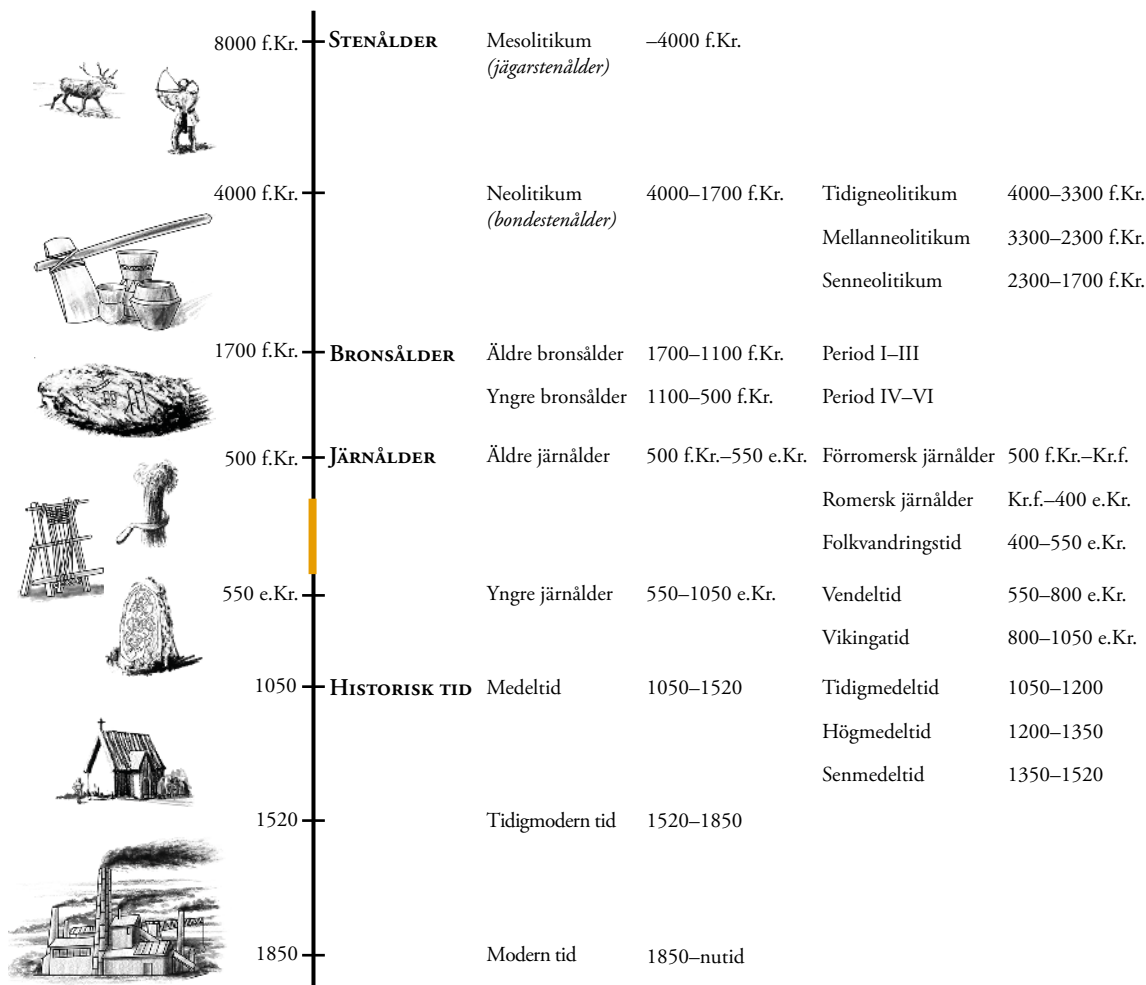 8000 f.Kr. STENÅLDER Mesolitikum –4000 f.Kr.
(jägarstenålder)
4000 f.Kr. Neolitikum 4000–1700 f.Kr. Tidigneolitikum 4000–3300 f.Kr.
(bondestenålder)
Mellanneolitikum 3300–2300 f.Kr.
Senneolitikum 2300–1700 f.Kr.
1700 f.Kr. BRONSÅLDER Äldre bronsålder 1700–1100 f.Kr. Period I–III
Yngre bronsålder 1100–500 f.Kr. Period IV–VI
500 f.Kr. JÄRNÅLDER Äldre järnålder 500 f.Kr.–550 e.Kr. Förromersk järnålder 500 f.Kr.–Kr.f.
Romersk järnålder Kr.f.–400 e.Kr.
Folkvandringstid 400–550 e.Kr.
550 e.Kr. Yngre järnålder 550–1050 e.Kr. Vendeltid 550–800 e.Kr.
Vikingatid 800–1050 e.Kr.
1050 HISTORISK TID Medeltid 1050–1520 Tidigmedeltid 1050–1200
Högmedeltid 1200–1350
Senmedeltid 1350–1520
1520 Tidigmodern tid 1520–1850
1850 Modern tid 1850–nutid